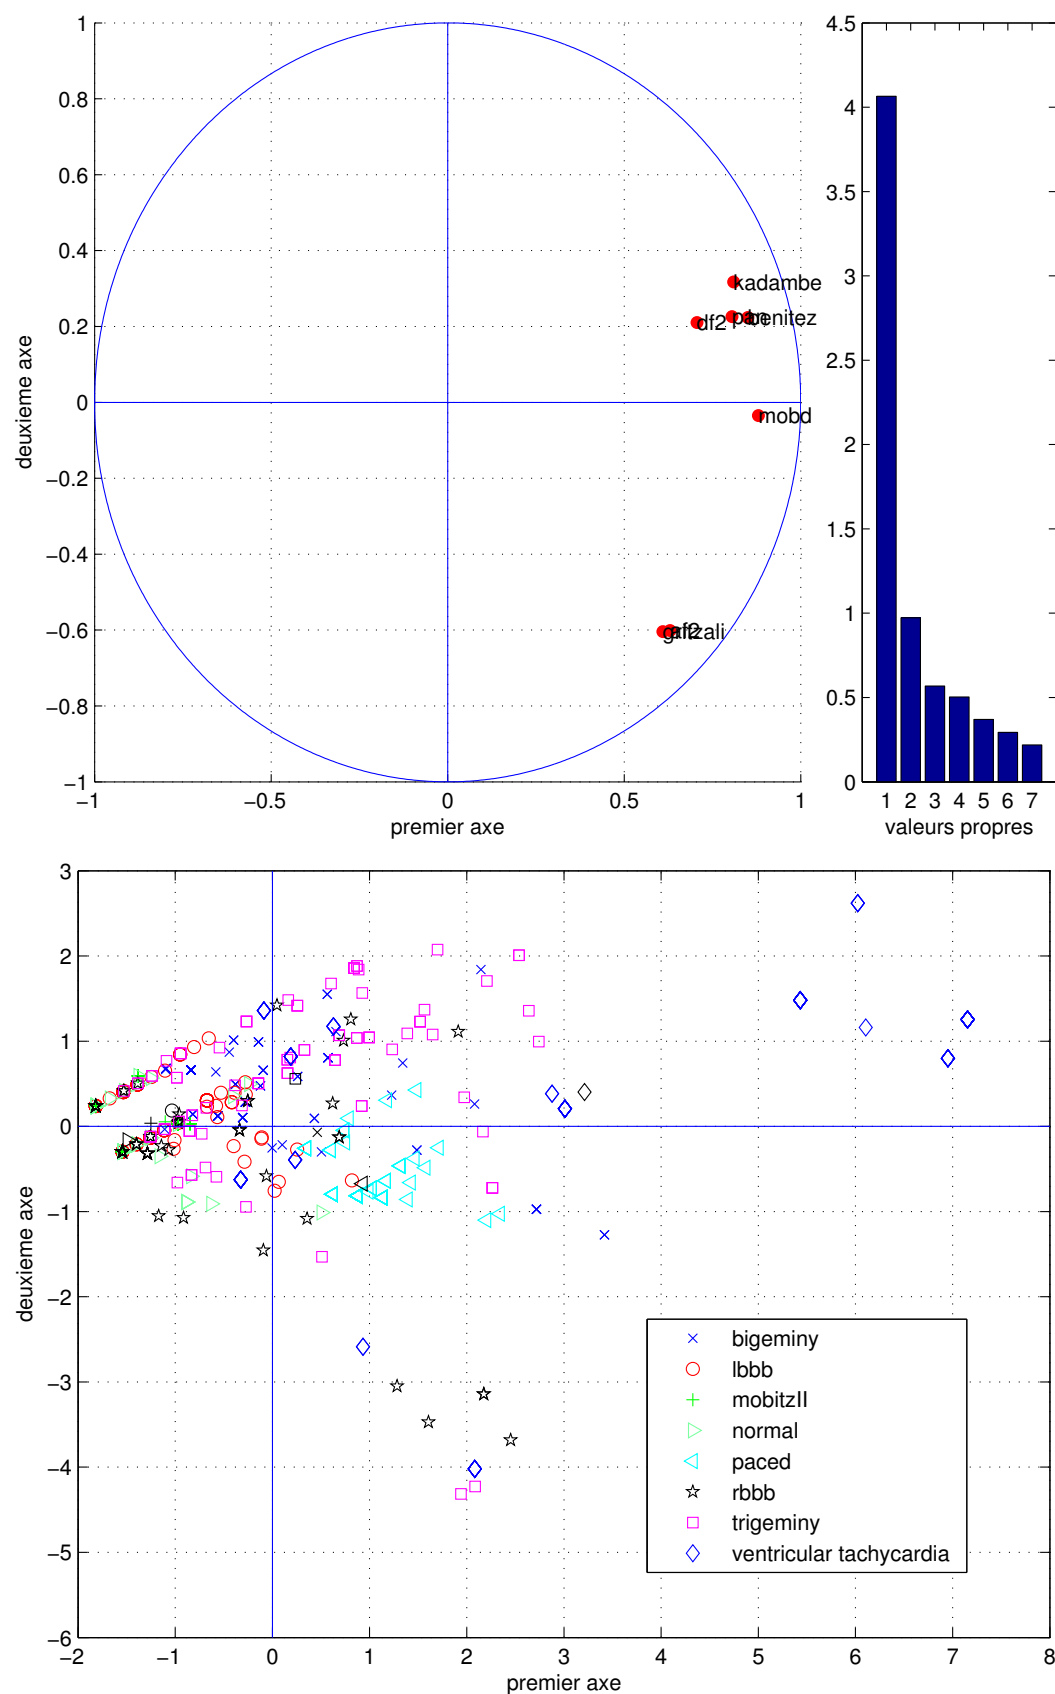 1
0.8
0.6
0.4
0.2
0
−0.2
−0.4
−0.6
−0.8
−1
deuxieme axe
kadambe
pan
benitez
df2
mobd
gritzali
af2
−1
−0.5
0
0.5
1
premier axe
4.5
4
3.5
3
2.5
2
1.5
1
0.5
0
1 2 3 4 5 6 7
valeurs propres
3
2
1
0
−1
−2
−3
−4
−5
−6
deuxieme axe
bigeminy
lbbb
mobitzII
normal
paced
rbbb
trigeminy
ventricular tachycardia
−2
−1
0
1
2
3
4
5
6
7
8
premier axe